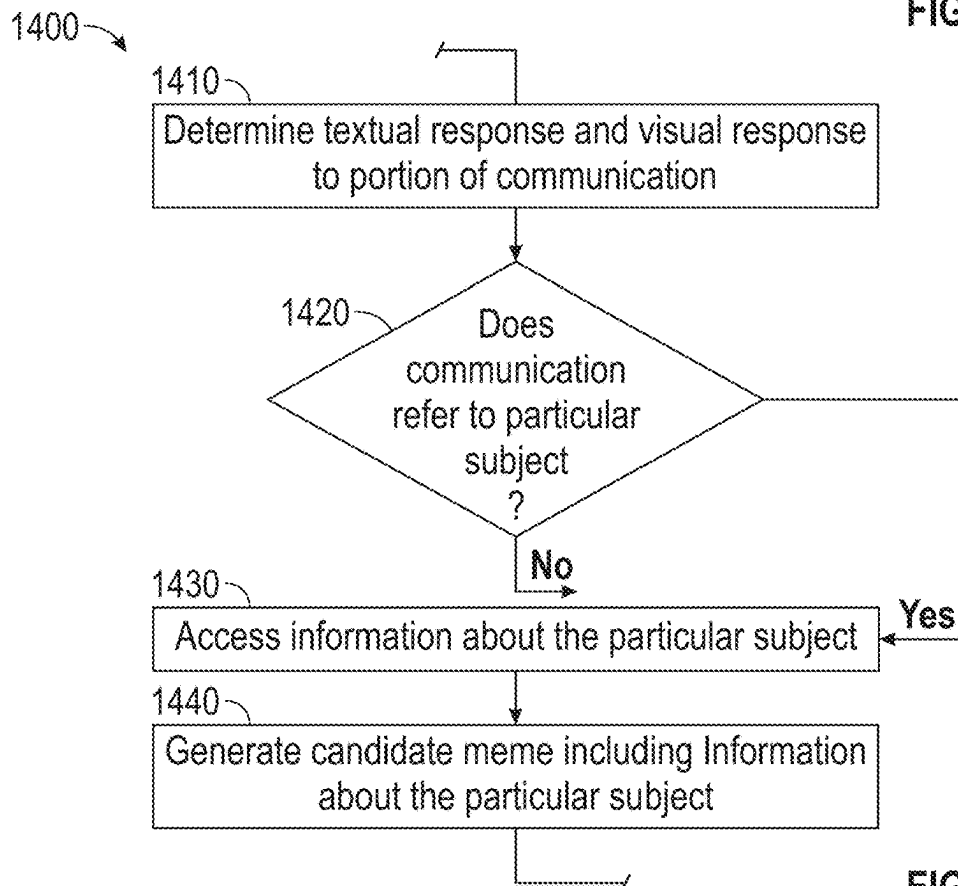 FIG
1400
1410
Determine textual response and visual response
to portion of communication
1420
Does
communication
refer to particular
subject
?
No
1430
Yes
Access information about the particular subject
1440
Generate candidate meme including Information
about the particular subject
FIG